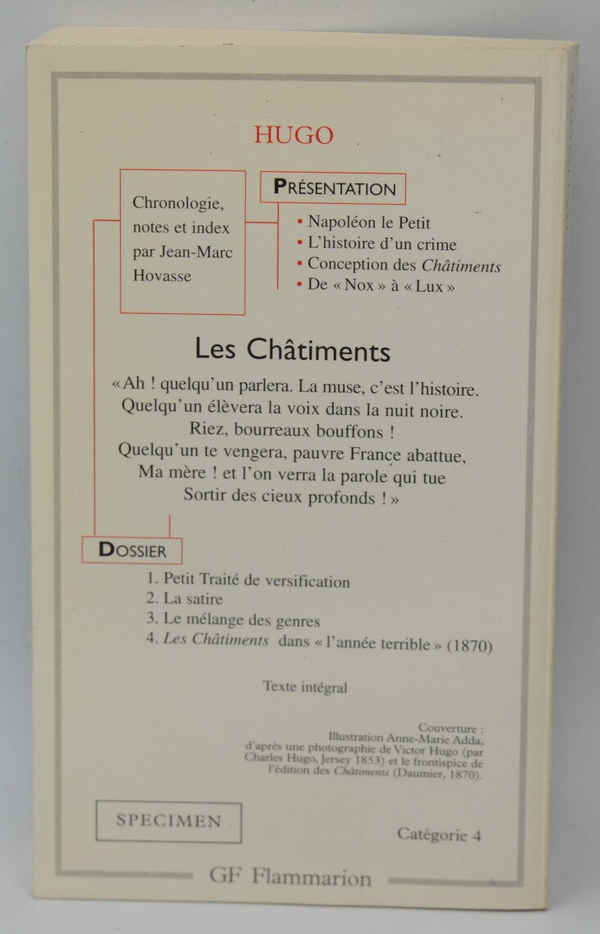 HUGO
Chronologie,
notes et index
par Jean-Marc
Hovasse
PRÉSENTATION
• Napoléon le Petit
• L'histoire d'un crime
• Conception des Châtiments
• De « Nox » à « Lux »
Les Châtiments
« Ah ! quelqu'un parlera. La muse, c'est l'histoire.
Quelqu'un élèvera la voix dans la nuit noire.
Riez, bourreaux bouffons !
Quelqu'un te vengera, pauvre France abattue,
Ma mère ! et l'on verra la parole qui tue
Sortir des cieux profonds ! »
DOSSIER
1. Petit Traité de versification
2. La satire
3. Le mélange des genres
4. Les Châtiments dans « l'année terrible » (1870)
Texte intégral
Couverture :
Illustration Anne-Marie Adda,
d'après une photographie de Victor Hugo (par
Charles Hugo, Jersey 1853) et le frontispice de
l'édition des Châtiments (Daumier, 1870).
SPECIMEN
Catégorie 4
GF Flammarion